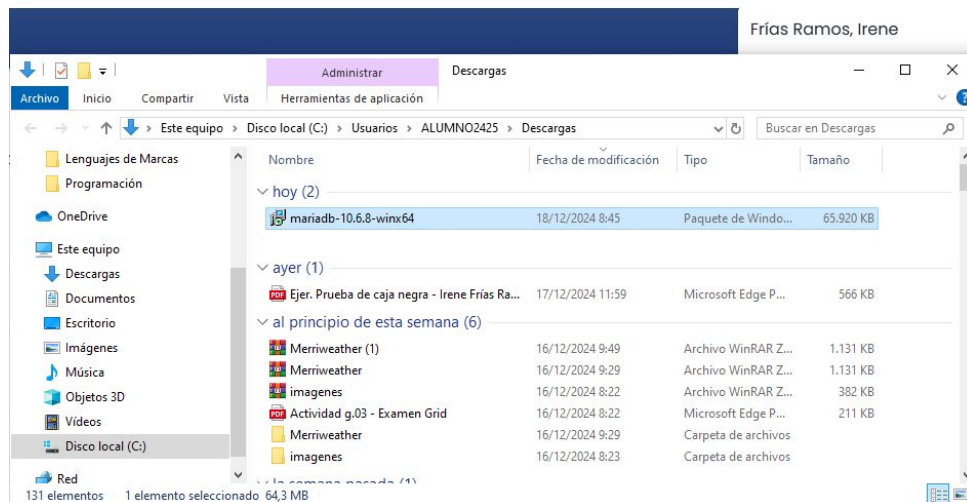 Frías Ramos, Irene
Administrar Descargas
Archivo Inicio Compartir Vista Herramientas de aplicación
Este equipo > Disco local (C:) > Usuarios > ALUMNO2425 > Descargas Buscar en Descargas
Lenguajes de Marcas
Programación
OneDrive
Este equipo
Descargas
Documentos
Escritorio
Imágenes
Música
Objetos 3D
Vídeos
Disco local (C:)
Red
Nombre Fecha de modificación Tipo Tamaño
hoy (2)
mariadb-10.6.8-winx64 18/12/2024 8:45 Paquete de Windo... 65.920 KB
ayer (1)
Ejer. Prueba de caja negra - Irene Frías Ra... 17/12/2024 11:59 Microsoft Edge P... 566 KB
al principio de esta semana (6)
Merriweather (1) 16/12/2024 9:49 Archivo WinRAR Z... 1.131 KB
Merriweather 16/12/2024 9:29 Archivo WinRAR Z... 1.131 KB
imagenes 16/12/2024 8:22 Archivo WinRAR Z... 382 KB
Actividad g.03 - Examen Grid 16/12/2024 8:22 Microsoft Edge P... 211 KB
Merriweather 16/12/2024 9:29 Carpeta de archivos
imagenes 16/12/2024 8:23 Carpeta de archivos
la semana pasada (1)
131 elementos 1 elemento seleccionado 64,3 MB